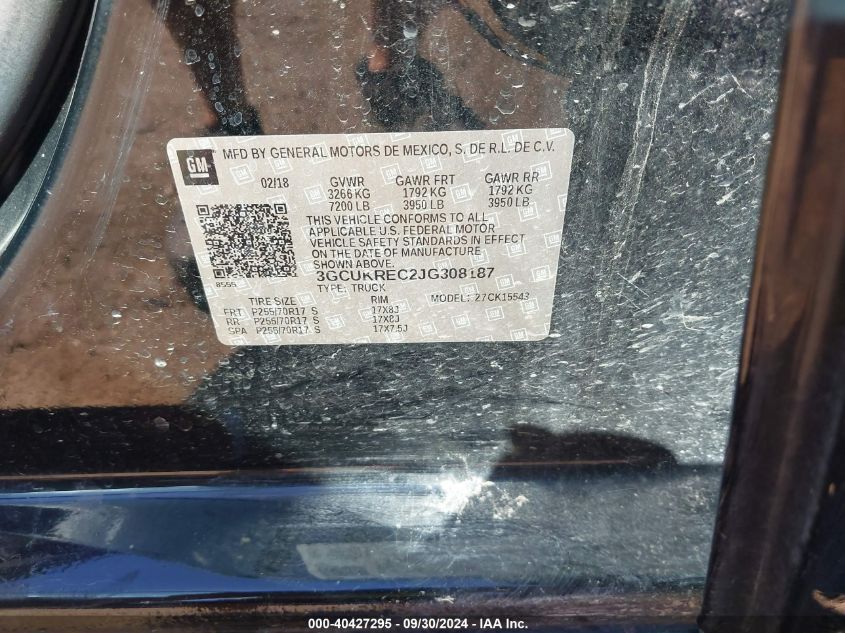 GM
MFD BY GENERAL MOTORS DE MEXICO, S. DE R.L. DE C.V.
02/18 GVWR GAWR FRT GAWR RR
3266 KG 1792 KG 1792 KG
7200 LB 3950 LB 3950 LB
THIS VEHICLE CONFORMS TO ALL
APPLICABLE U.S. FEDERAL MOTOR
VEHICLE SAFETY STANDARDS IN EFFECT
ON THE DATE OF MANUFACTURE
SHOWN ABOVE.
8555
3GCUKREC2JG308187
TYPE: TRUCK MODEL: 27CK15543
TIRE SIZE RIM
FRT P255/70R17 S 17X8J
RR P255/70R17 S 17X8J
SPA P255/70R17 S 17X7.5J
000-40427295 - 09/30/2024 - IAA Inc.